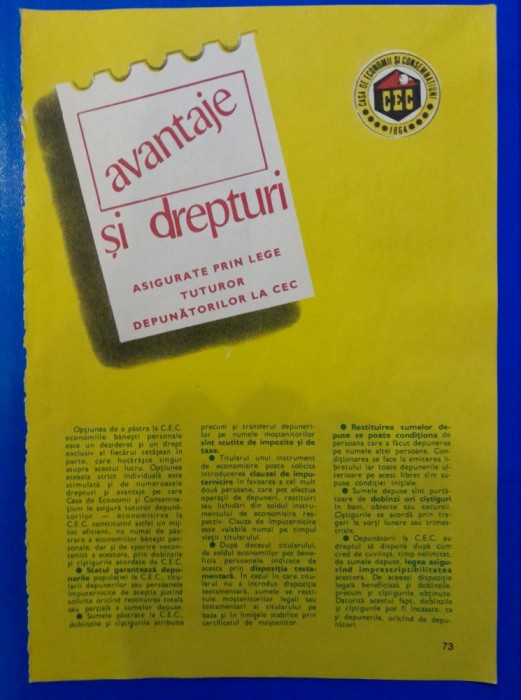 CASA DE ECONOMII ȘI CONSEMNAȚIUNI
CEC
1864
avantaje
și drepturi
ASIGURATE PRIN LEGE
TUTUROR
DEPUNĂTORILOR LA CEC
Opțiunea de a păstra la C.E.C.
economiile bănești personale
este un deziderat și un drept
exclusiv al fiecărui cetățean în
parte, care hotărăște singur
asupra acestui lucru. Opțiunea
aceasta strict individuală este
stimulată și de numeroasele
drepturi și avantaje pe care
Casa de Economii și Consemna-
țiuni le asigură tuturor depună-
torilor — economisirea la
C.E.C. constituind astfel un mij-
loc eficient, nu numai de păs-
trare a economiilor bănești per-
sonale, dar și de sporire necon-
tenită a acestora, prin dobînzile
și cîștigurile acordate de C.E.C.
● Statul garantează depu-
nerile populației la C.E.C., titu-
larii depunerilor sau persoanele
împuternicite de aceștia putînd
solicita oricînd restituirea totală
sau parțială a sumelor depuse.
● Sumele păstrate la C.E.C.,
dobînzile și cîștigurile atribuite
precum și transferul depuneri-
lor pe numele moștenitorilor
sînt scutite de impozite și de
taxe.
● Titularul unui instrument
de economisire poate solicita
introducerea clauzei de împu-
ternicire în favoarea a cel mult
două persoane, care pot efectua
operații de depuneri, restituiri
sau lichidări din soldul instru-
mentului de economisire res-
pectiv. Clauza de împuternicire
este valabilă numai pe timpul
vieții titularului.
● După decesul titularului,
de soldul economiilor pot bene-
ficia persoanele indicate de
acesta prin dispoziția testa-
mentară. În cazul în care titu-
larul nu a introdus dispoziția
testamentară, sumele se resti-
tuie moștenitorilor legali sau
testamentari ai titularului pe
baza și în limitele stabilite prin
certificatul de moștenitor.
● Restituirea sumelor de-
puse se poate condiționa de
persoana care a făcut depunerea
pe numele altei persoane. Con-
diționarea se face la emiterea li-
bretului iar toate depunerile ul-
terioare pe acest libret sînt su-
puse condiției inițiale.
● Sumele depuse sînt purtă-
toare de dobînzi ori cîștiguri
în bani, obiecte sau excursii.
Cîștigurile se acordă prin tra-
geri la sorți lunare sau trimes-
triale.
● Depunătorii la C.E.C. au
dreptul să dispună după cum
cred de cuviință, timp nelimitat,
de sumele depuse, legea asigu-
rînd imprescriptibilitatea
acestora. De aceeași dispoziție
legală beneficiază și dobînzile,
precum și cîștigurile obținute.
Datorită acestui fapt, dobînzile
și cîștigurile pot fi încasate, ca
și depunerile, oricînd de depu-
nători.
73